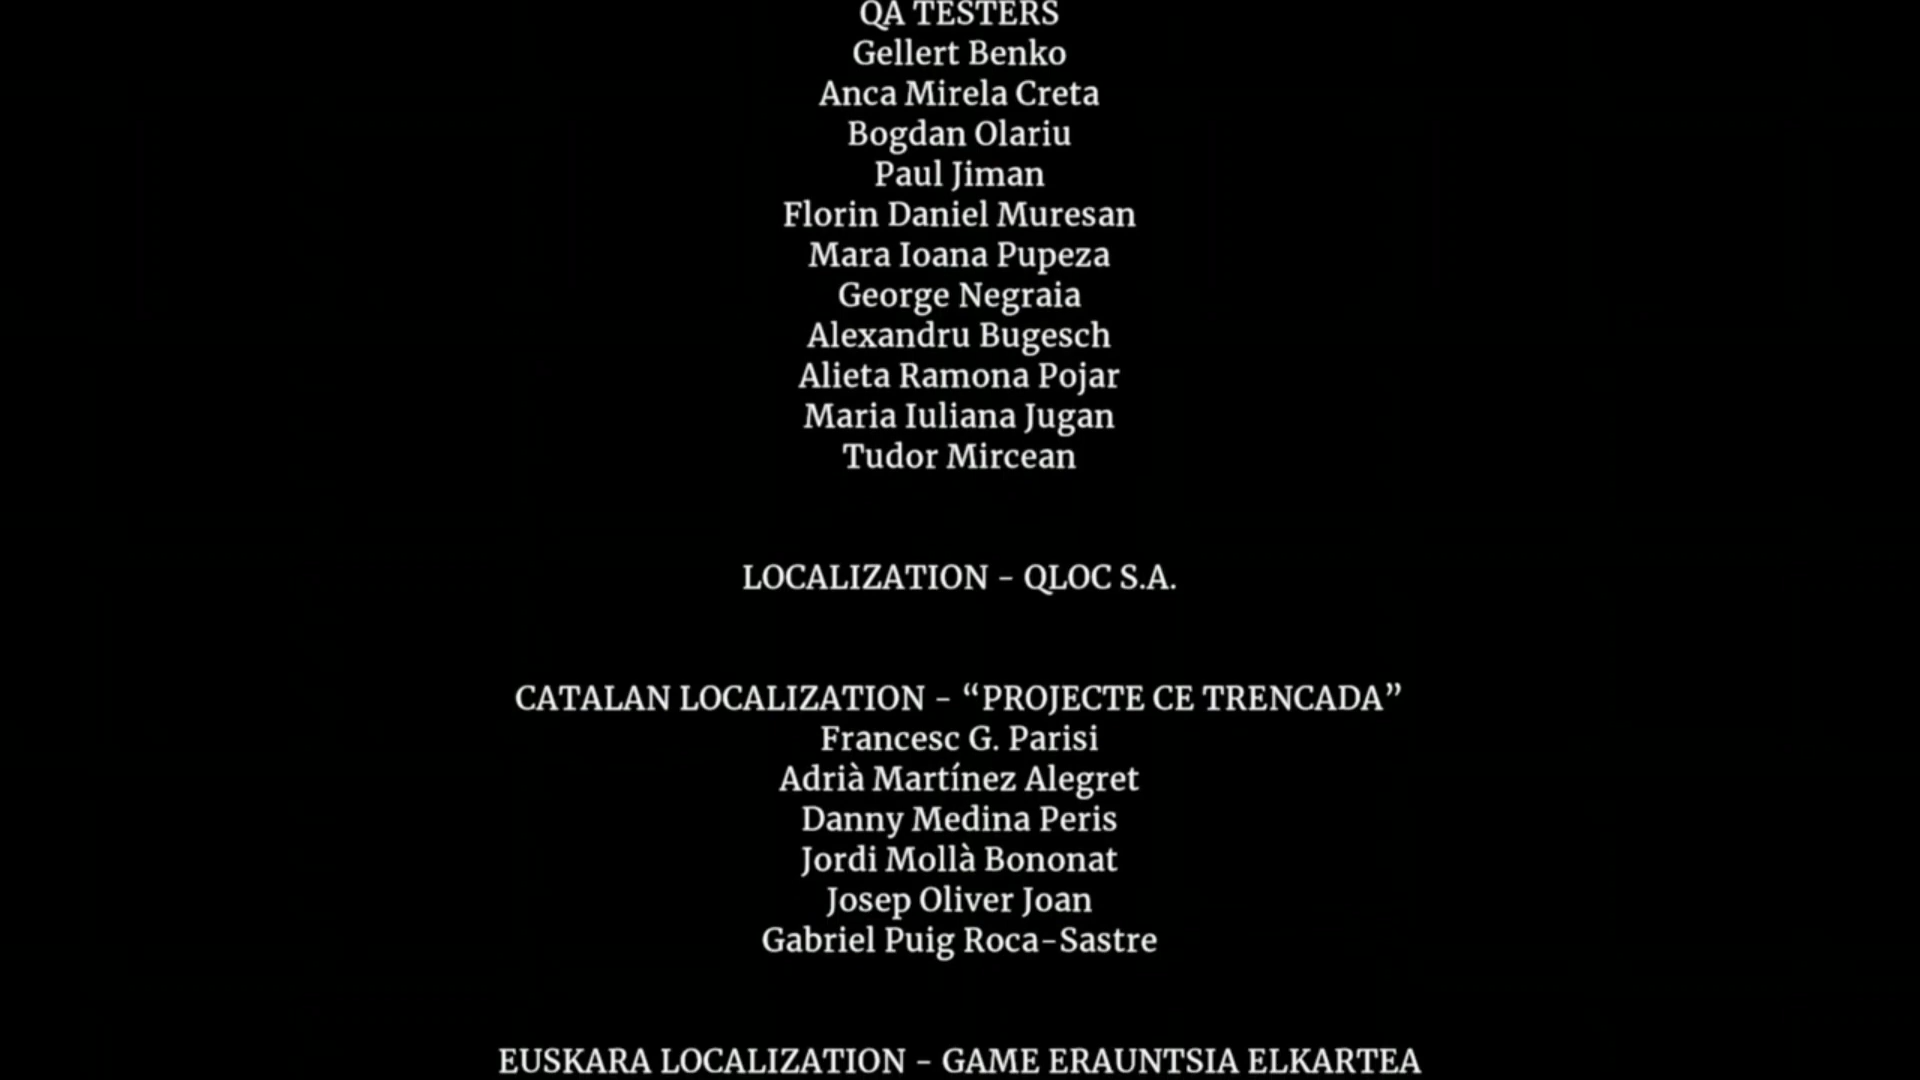 QA TESTERS
Gellert Benko
Anca Mirela Creta
Bogdan Olariu
Paul Jiman
Florin Daniel Muresan
Mara Ioana Pupeza
George Negraia
Alexandru Bugesch
Alieta Ramona Pojar
Maria Iuliana Jugan
Tudor Mircean
LOCALIZATION - QLOC S.A.
CATALAN LOCALIZATION - “PROJECTE CE TRENCADA”
Francesc G. Parisi
Adrià Martínez Alegret
Danny Medina Peris
Jordi Mollà Bononat
Josep Oliver Joan
Gabriel Puig Roca-Sastre
EUSKARA LOCALIZATION - GAME ERAUNTSIA ELKARTEA